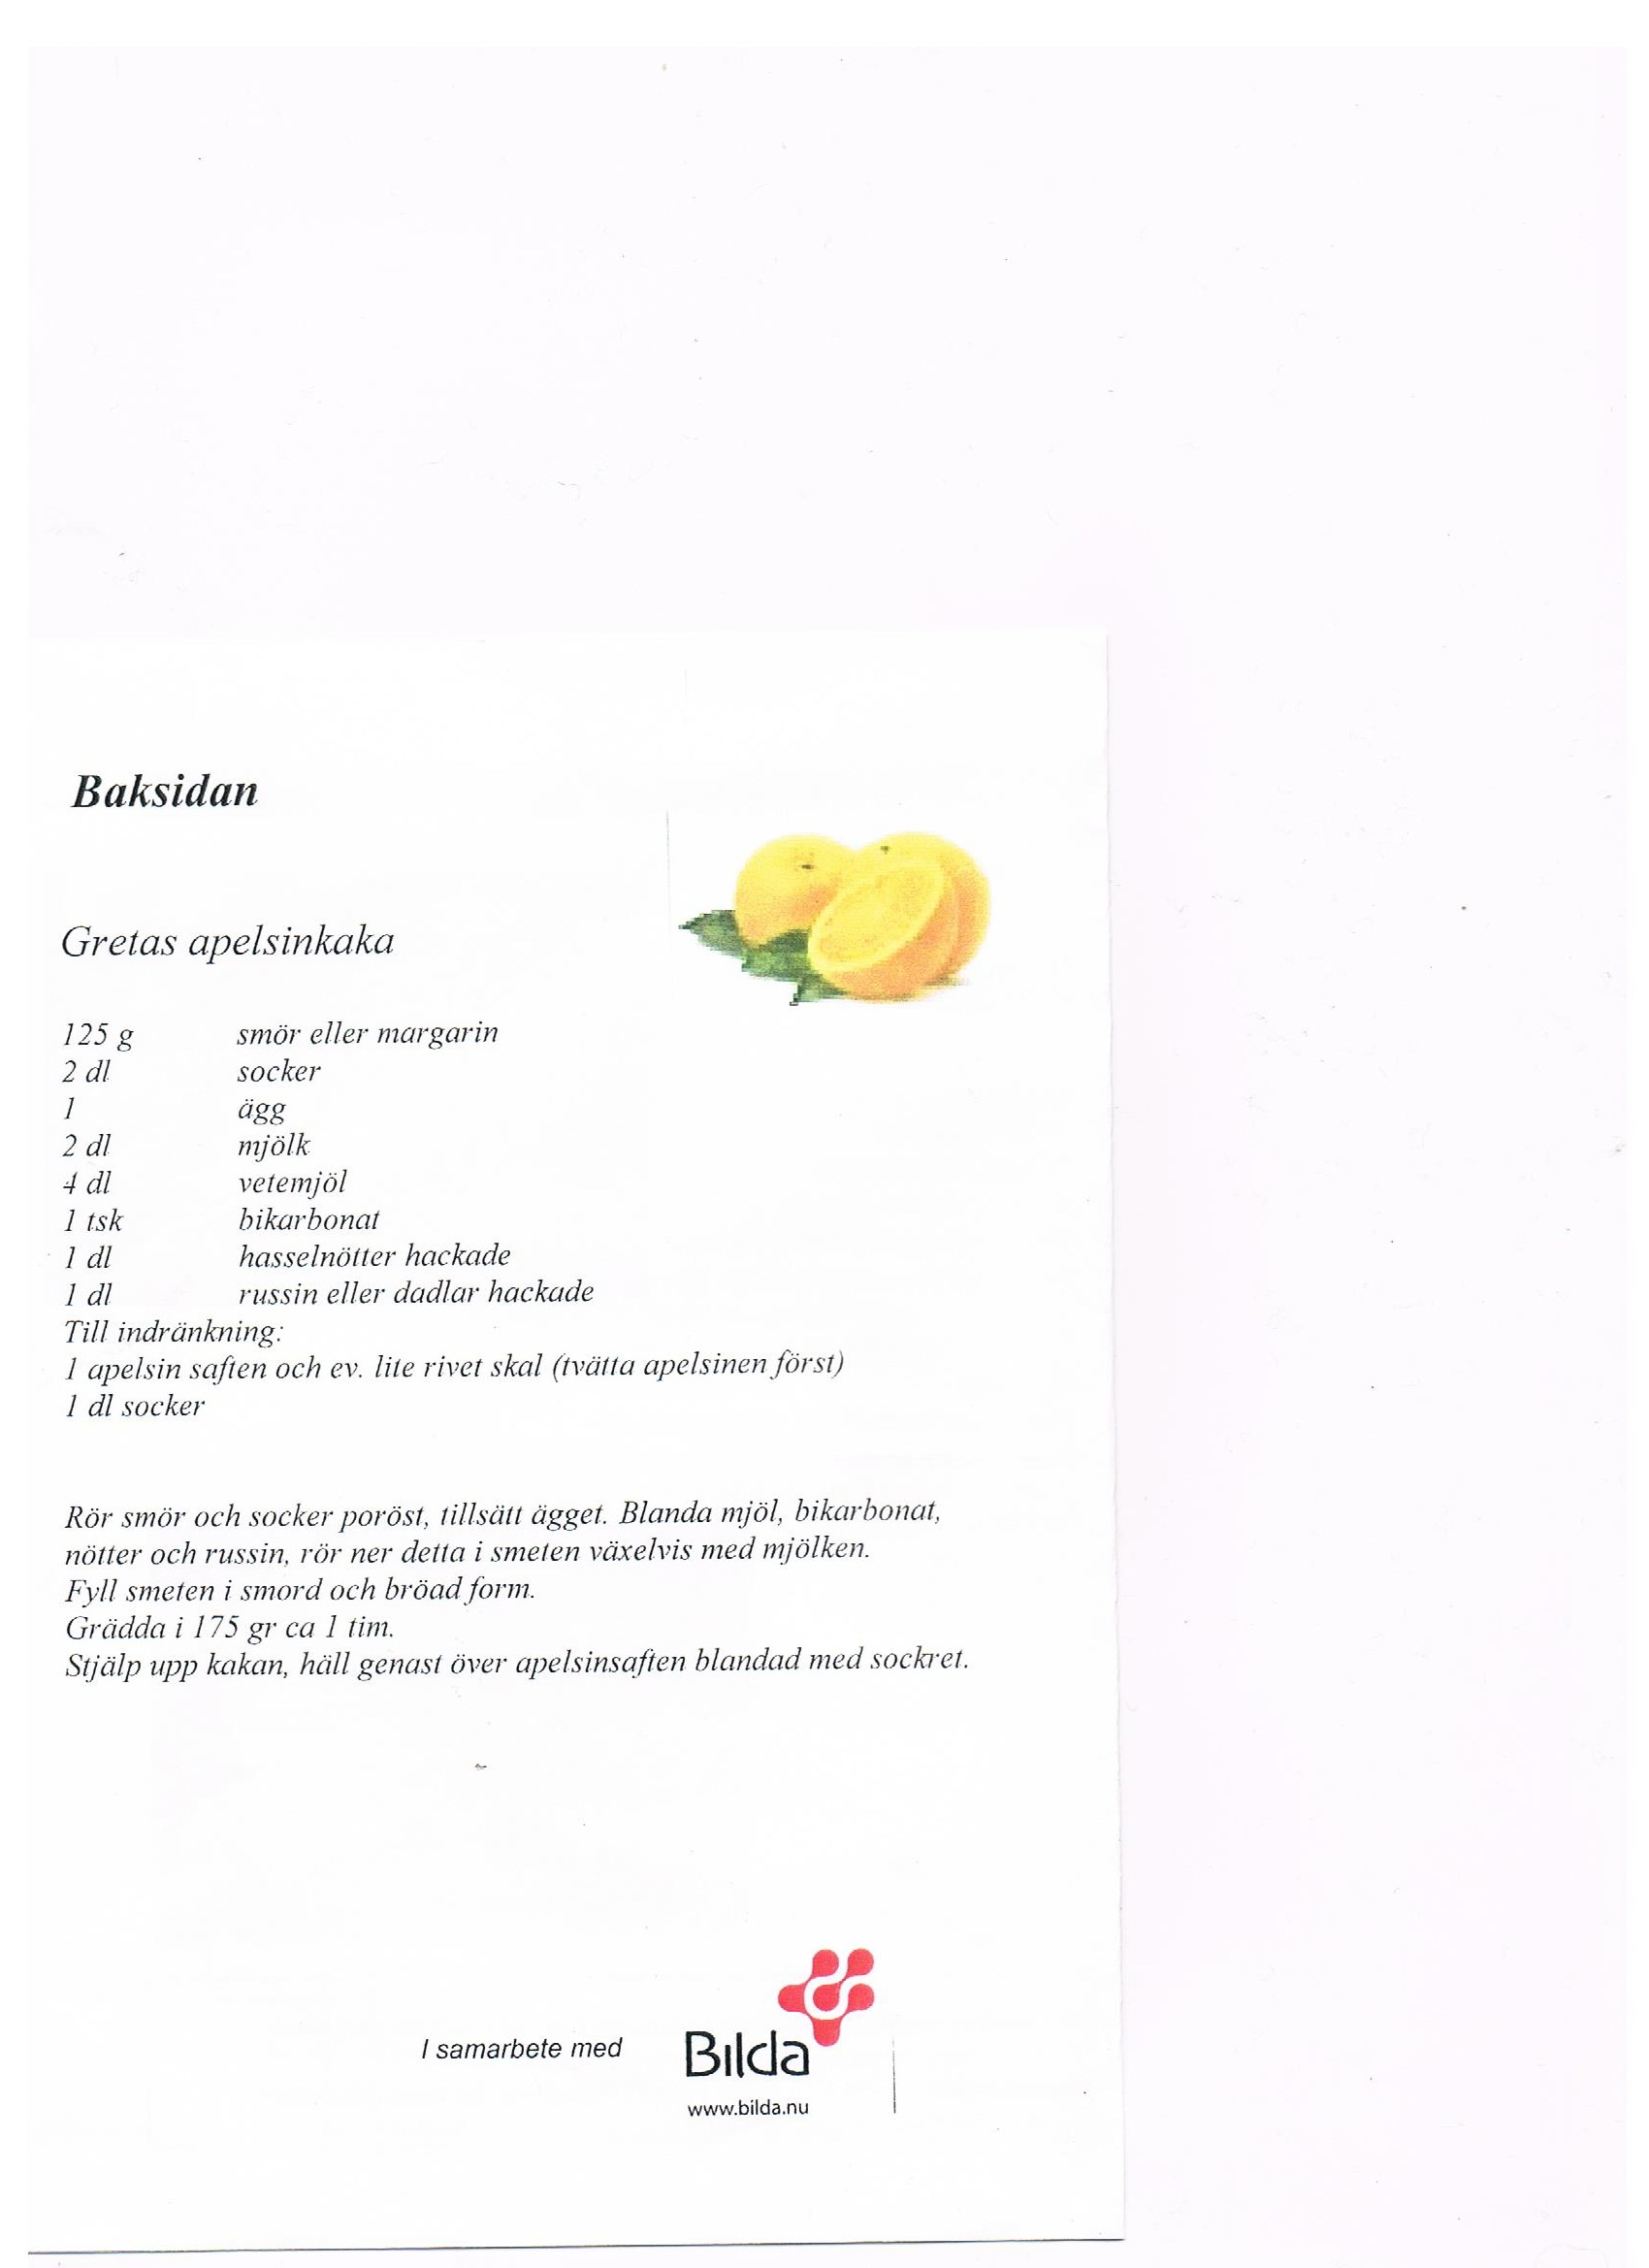 Baksidan
Gretas apelsinkaka
125 g smör eller margarin
2 dl socker
1 ägg
2 dl mjölk
4 dl vetemjöl
1 tsk bikarbonat
1 dl hasselnötter hackade
1 dl russin eller dadlar hackade
Till indränkning:
1 apelsin saften och ev. lite rivet skal (tvätta apelsinen först)
1 dl socker
Rör smör och socker poröst, tillsätt ägget. Blanda mjöl, bikarbonat,
nötter och russin, rör ner detta i smeten växelvis med mjölken.
Fyll smeten i smord och bröad form.
Grädda i 175 gr ca 1 tim.
Stjälp upp kakan, häll genast över apelsinsaften blandad med sockret.
I samarbete med
Bilda
www.bilda.nu